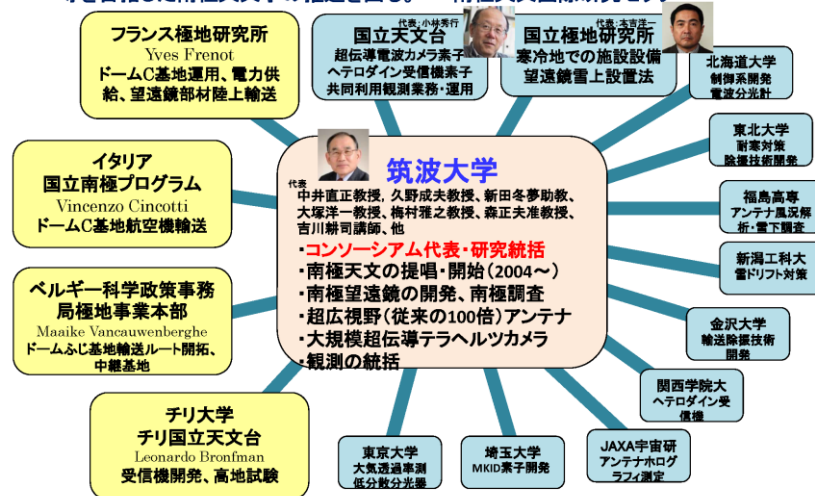 フランス極地研究所
Yves Frenot
ドームC基地運用、電力供
給、望遠鏡部材陸上輸送
代表:小林秀行
国立天文台
超伝導電波カメラ素子
ヘテロダイン受信機素子
共同利用観測業務・運用
代表:本吉洋一
国立極地研究所
寒冷地での施設設備
望遠鏡雪上設置法
北海道大学
制御系開発
電波分光計
東北大学
耐寒対策
除振技術開発
福島高専
アンテナ風況解
析・雪下調査
新潟工科大
雪ドリフト対策
金沢大学
輸送除振技術
開発
関西学院大
ヘテロダイン受
信機
JAXA宇宙研
アンテナホログ
ラフィ測定
埼玉大学
MKID素子開発
東京大学
大気透過率測
低分散分光器
イタリア
国立南極プログラム
Vincenzo Cincotti
ドームC基地航空機輸送
ベルギー科学政策事務
局極地事業本部
Maaike Vancauwenberghe
ドームふじ基地輸送ルート開拓、
中継基地
チリ大学
チリ国立天文台
Leonardo Bronfman
受信機開発、高地試験
筑波大学
代表
中井直正教授, 久野成夫教授、新田冬夢助教、
大塚洋一教授、梅村雅之教授、森正夫准教授、
吉川耕司講師、他
・コンソーシアム代表・研究統括
・南極天文の提唱・開始(2004~)
・南極望遠鏡の開発、南極調査
・超広視野(従来の100倍)アンテナ
・大規模超伝導テラヘルツカメラ
・観測の統括